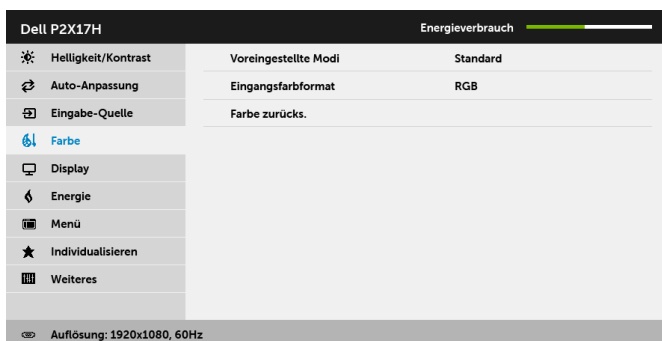 Dell P2X17H Energieverbrauch
Helligkeit/Kontrast Voreingestellte Modi Standard
Auto-Anpassung Eingangsfarbformat RGB
Eingabe-Quelle Farbe zurücks.
Farbe
Display
Energie
Menü
Individualisieren
Weiteres
Auflösung: 1920x1080, 60Hz